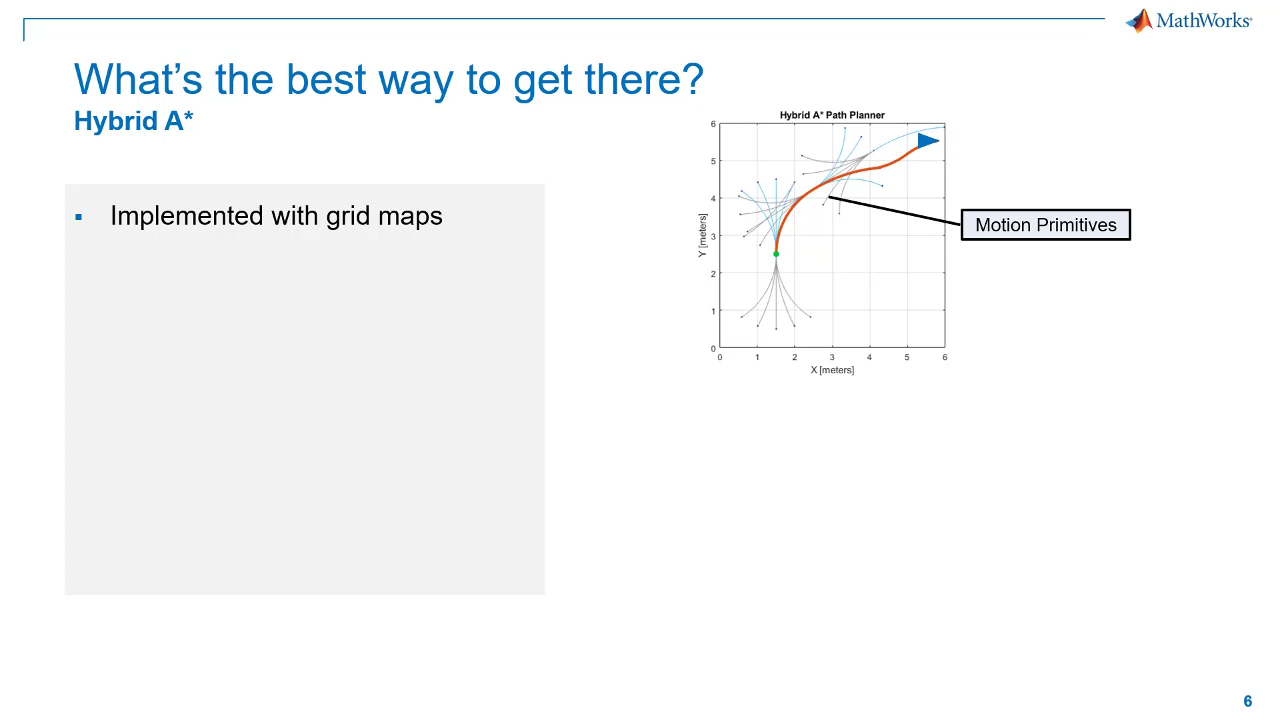 MathWorks
What's the best way to get there?
Hybrid A*
▪ Implemented with grid maps
Hybrid A* Path Planner
6
5
4
3
2
1
0
Y [meters]
0 1 2 3 4 5 6
X [meters]
Motion Primitives
6